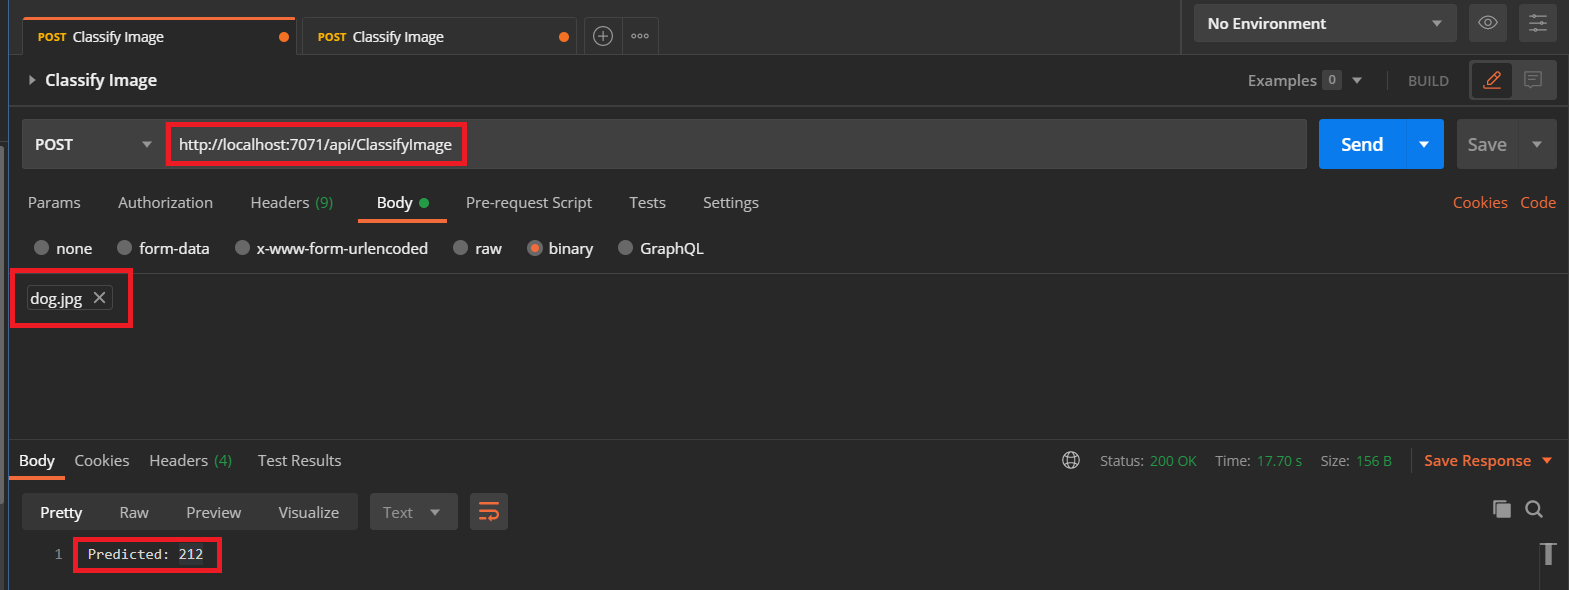 POST Classify Image POST Classify Image No Environment
Classify Image Examples 0 BUILD
POST http://localhost:7071/api/ClassifyImage Send Save
Params Authorization Headers (9) Body Pre-request Script Tests Settings Cookies Code
none form-data x-www-form-urlencoded raw binary GraphQL
dog.jpg
Body Cookies Headers (4) Test Results Status: 200 OK Time: 17.70 s Size: 156 B Save Response
Pretty Raw Preview Visualize Text
1 Predicted: 212